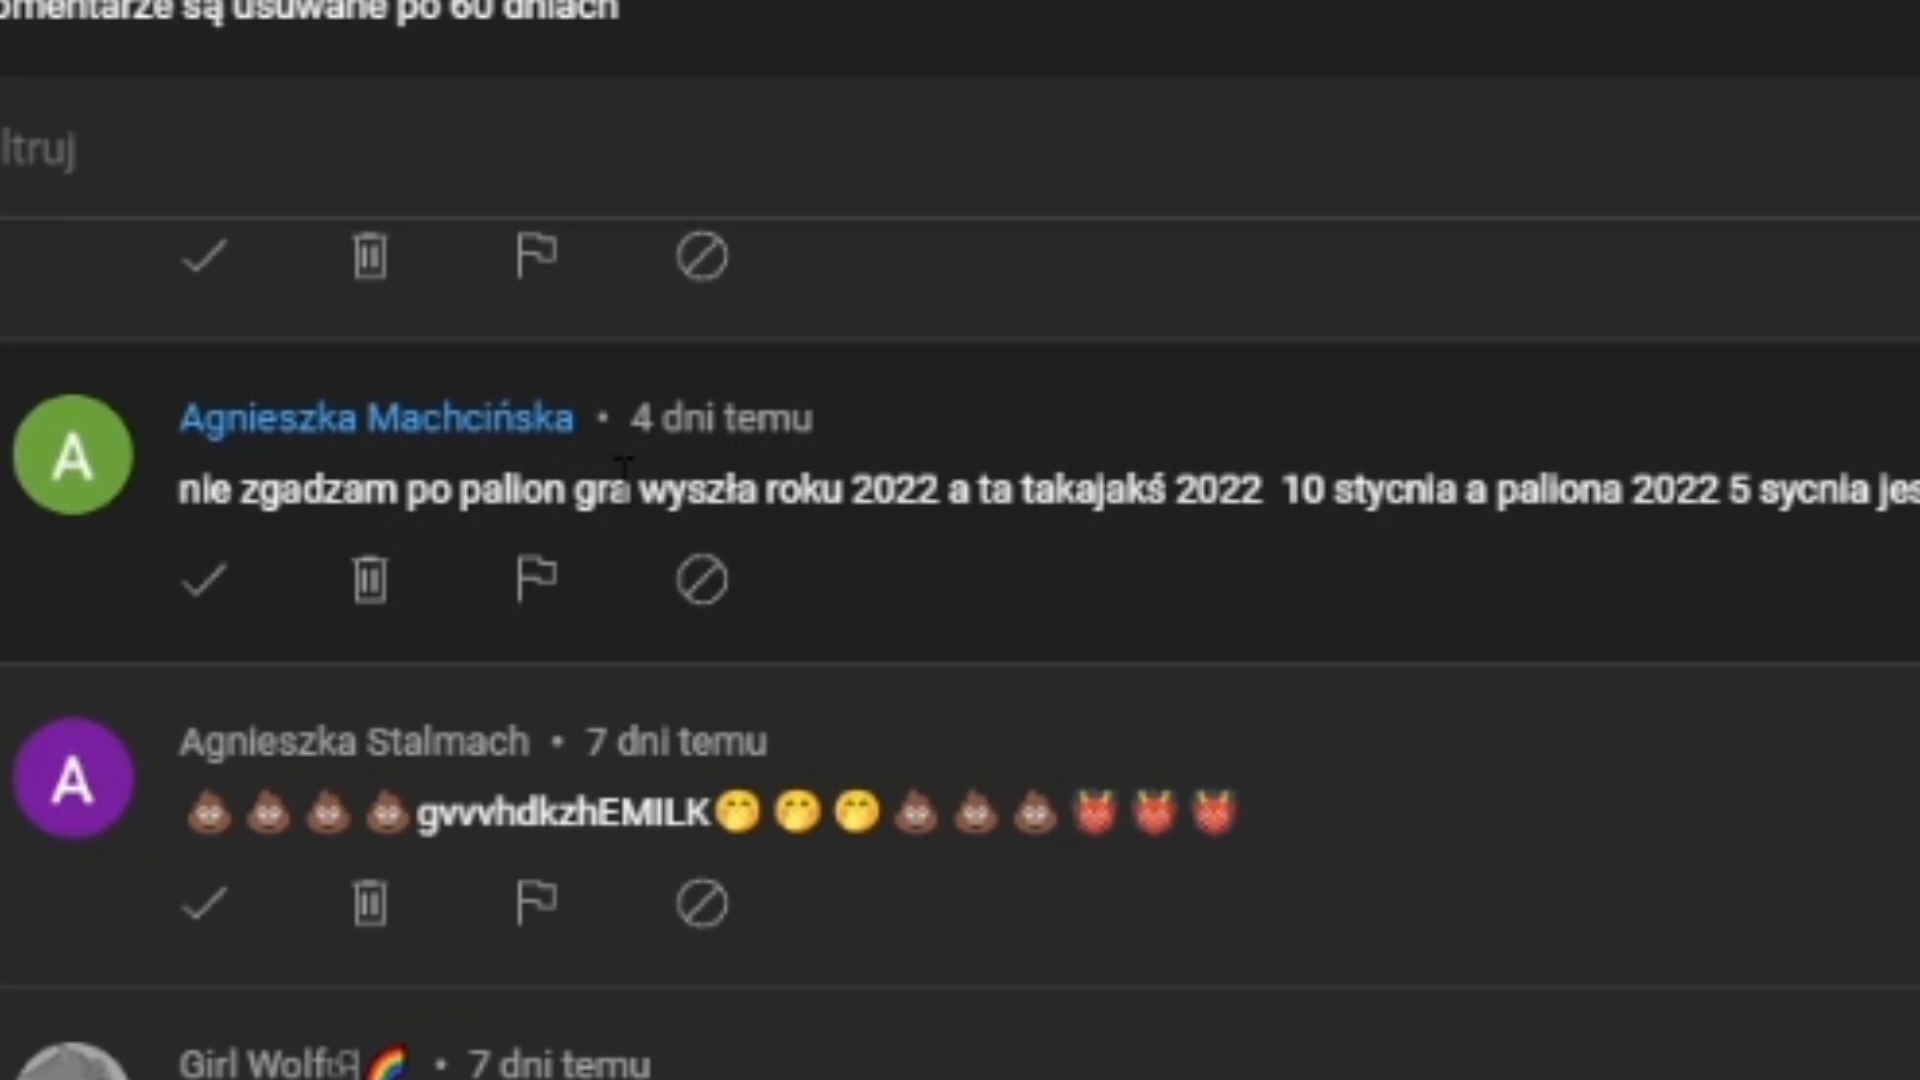 omentarze są usuwane po 60 dniach
ltruj
Agnieszka Machcińska • 4 dni temu
nie zgadzam po palion gra wyszła roku 2022 a ta takajakś 2022 10 stycnia a paliona 2022 5 sycnia jes
A
Agnieszka Stalmach • 7 dni temu
💩💩💩💩gvvvhdkzhEMILK🤭🤭🤭💩💩💩👹👹👹
A
Girl Wolf🌈 • 7 dni temu